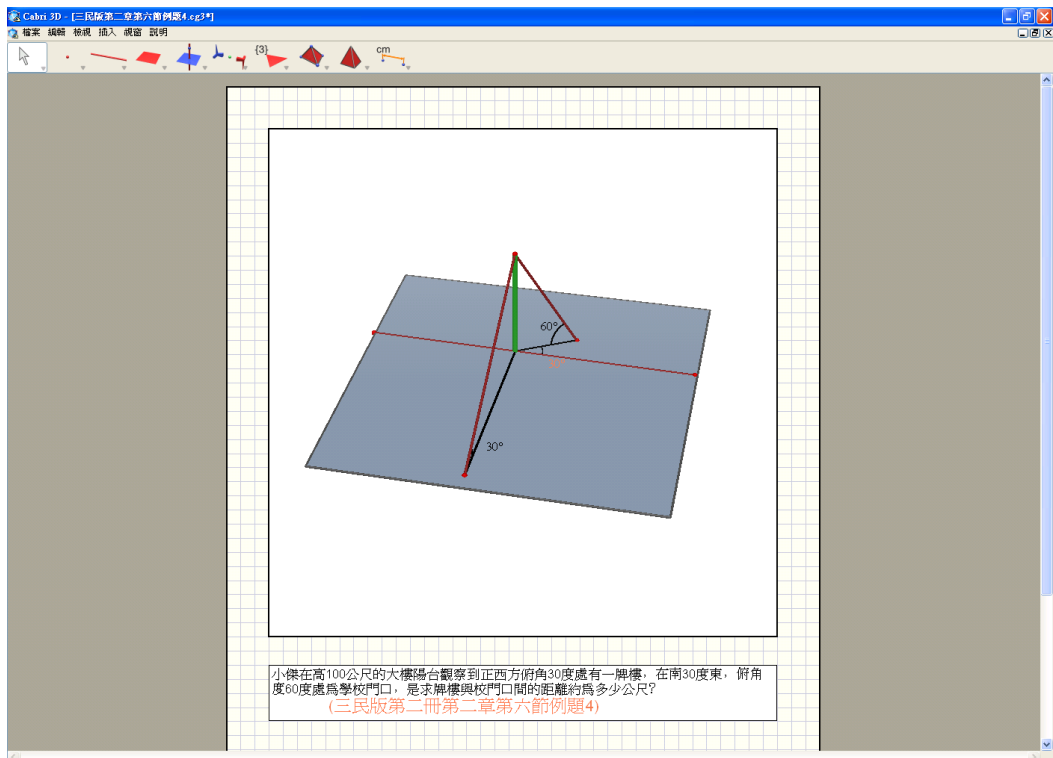 Cabri 3D - [三民版第二章第六節例題4.cg3*]
檔案 編輯 檢視 插入 視窗 說明
{3}
cm
60°
30°
小傑在高100公尺的大樓陽台觀察到正西方俯角30度處有一牌樓，在南30度東，俯角
度60度處為學校門口，是求牌樓與校門口間的距離約為多少公尺?
(三民版第二冊第二章第六節例題4)